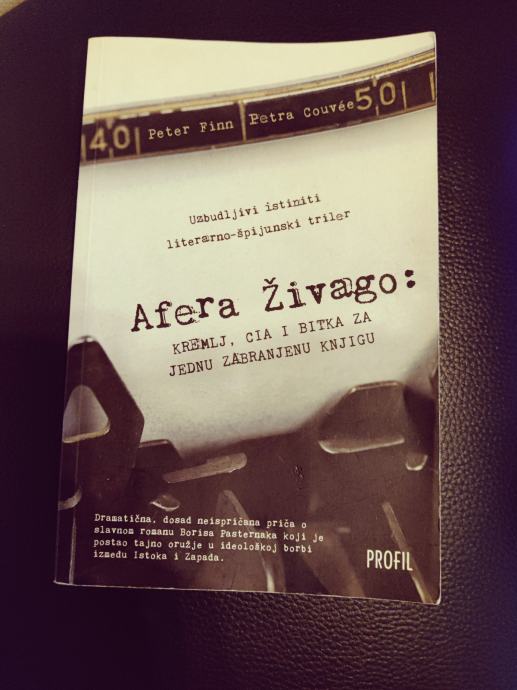 40 Peter Finn Petra Couvée 50
Uzbudljivi istiniti
literarno-špijunski triler
Afera Živago:
KREMLJ, CIA I BITKA ZA
JEDNU ZABRANJENU KNJIGU
Dramatična, dosad neispričana priča o
slavnom romanu Borisa Pasternaka koji je
postao tajno oružje u ideološkoj borbi
između Istoka i Zapada.
PROFIL